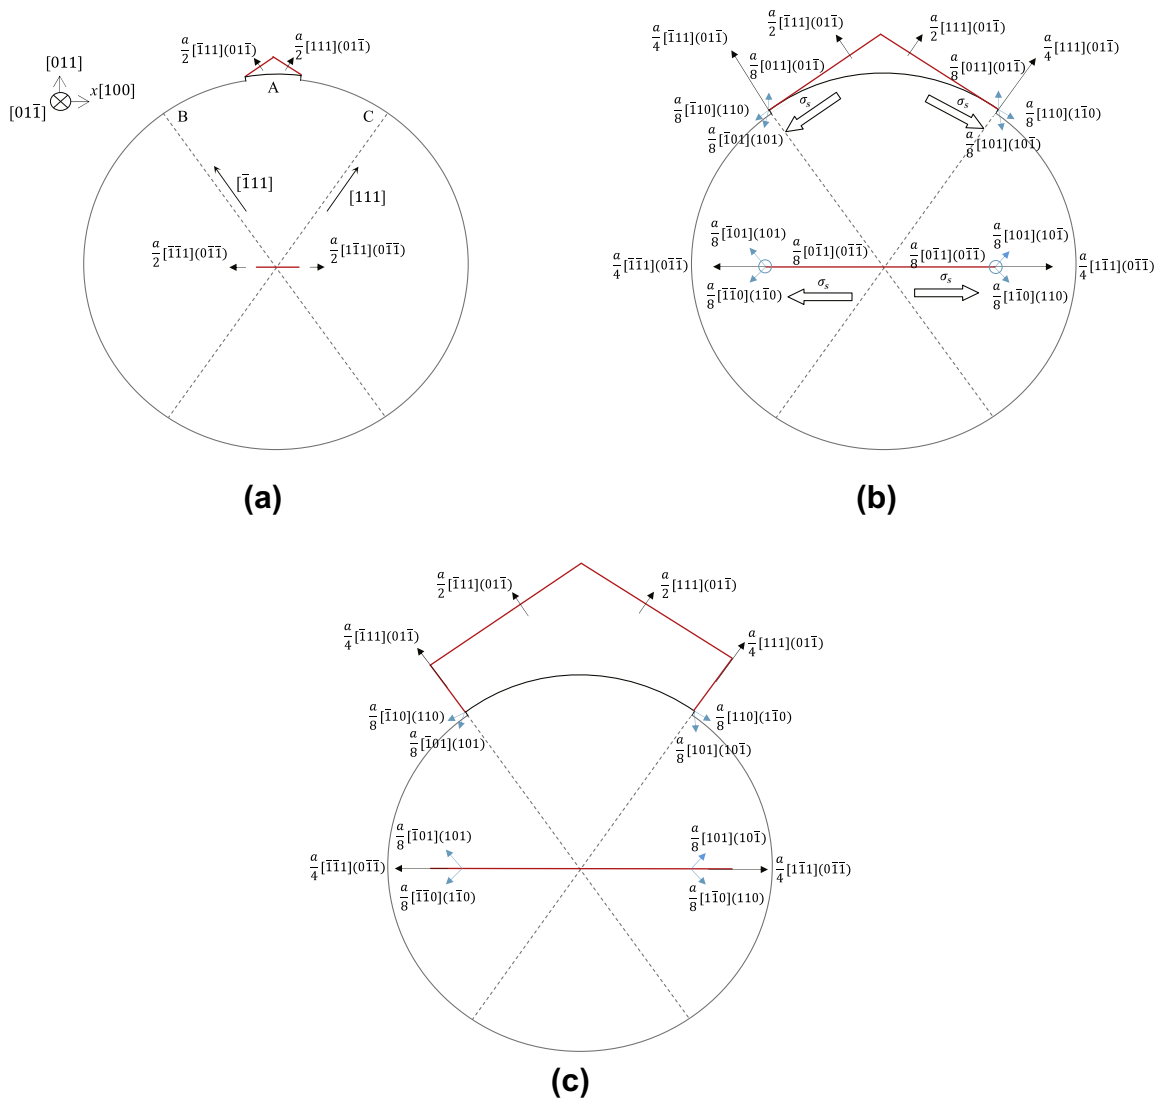 [011]
x[100]
[01̄1̄]
a/2[1̄11](011̄)
a/2[111](011̄)
A
B
C
[1̄11]
[111]
a/2[1̄1̄1](01̄1̄)
a/2[11̄1](01̄1̄)
(a)
a/4[1̄11](011̄)
a/2[1̄11](011̄)
a/2[111](011̄)
a/4[111](011̄)
a/8[011](011̄)
a/8[011](011̄)
a/8[1̄10](110)
a/8[1̄01](101)
σs
σs
a/8[110](11̄0)
a/8[101](101̄)
a/8[1̄01](101)
a/8[101](101̄)
a/4[1̄1̄1](01̄1̄)
a/8[01̄1](01̄1̄)
a/8[01̄1](01̄1̄)
a/4[11̄1](01̄1̄)
a/8[1̄1̄0](11̄0)
σs
σs
a/8[11̄0](110)
(b)
a/2[1̄11](011̄)
a/2[111](011̄)
a/4[1̄11](011̄)
a/4[111](011̄)
a/8[1̄10](110)
a/8[110](11̄0)
a/8[1̄01](101)
a/8[101](101̄)
a/8[1̄01](101)
a/8[101](101̄)
a/4[1̄1̄1](01̄1̄)
a/4[11̄1](01̄1̄)
a/8[1̄1̄0](11̄0)
a/8[11̄0](110)
(c)